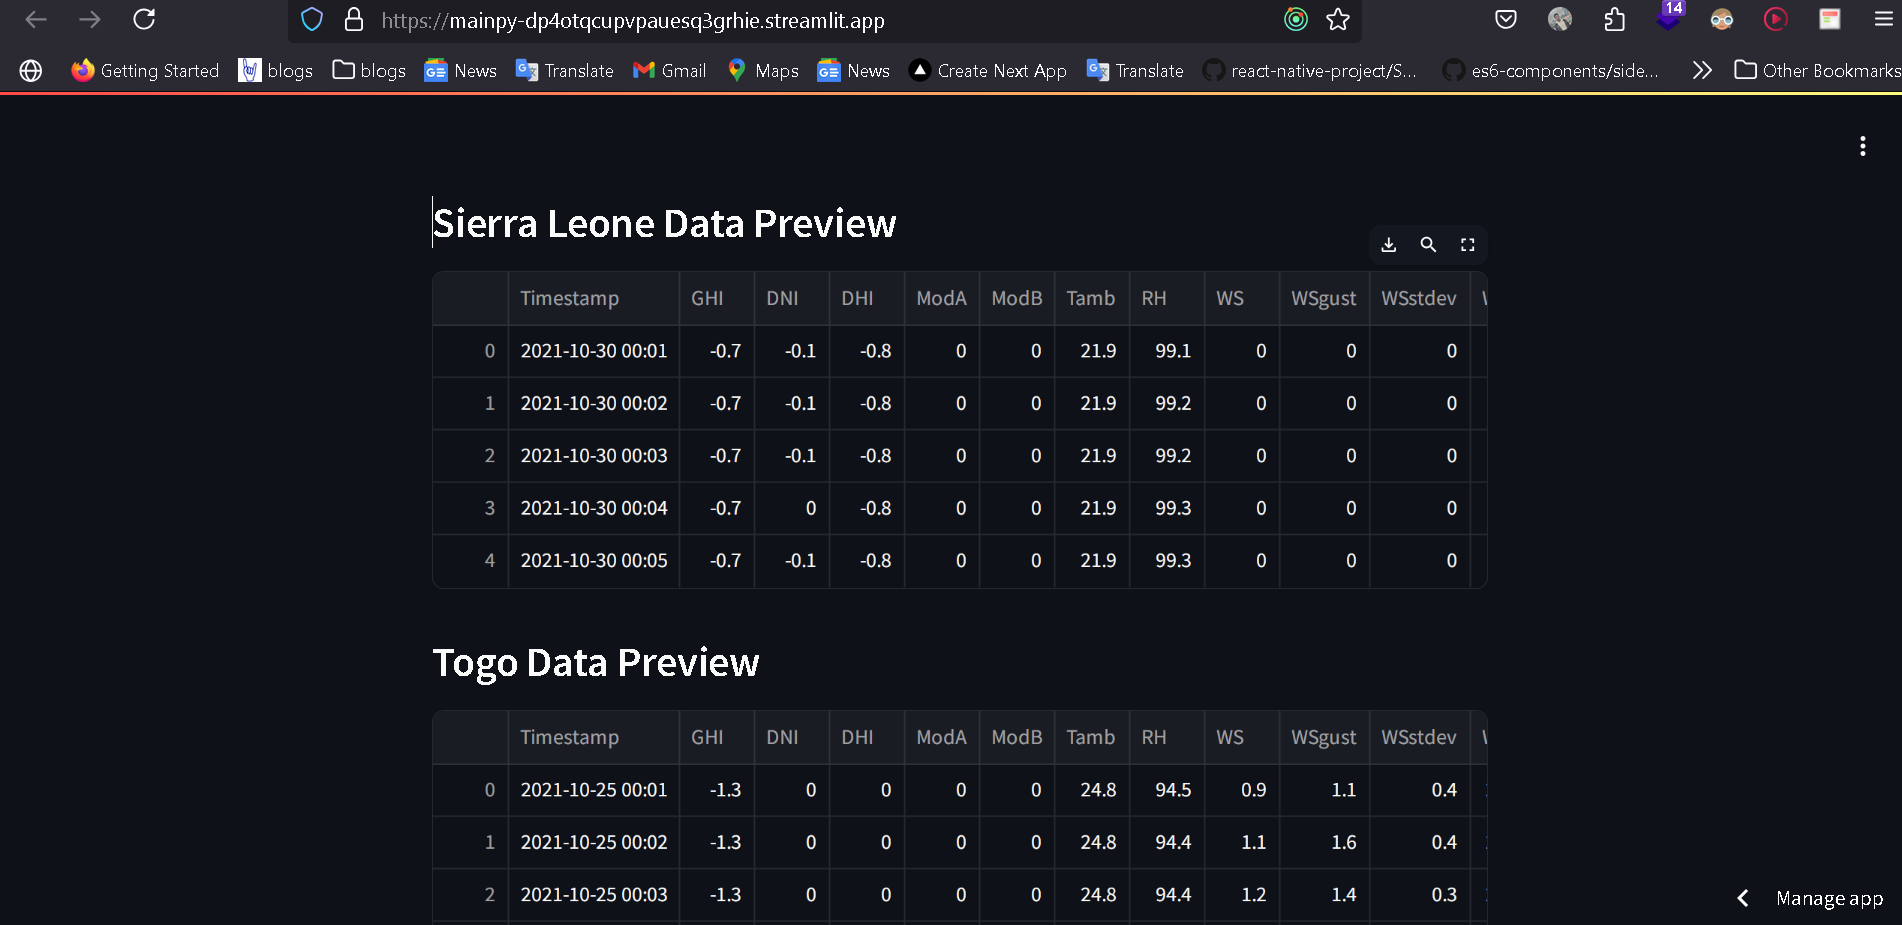 https://mainpy-dp4otqcupvpauesq3grhie.streamlit.app
14
Getting Started blogs blogs News Translate Gmail Maps News Create Next App Translate react-native-project/S... es6-components/side... Other Bookmarks
Sierra Leone Data Preview
Timestamp GHI DNI DHI ModA ModB Tamb RH WS WSgust WSstdev
0 2021-10-30 00:01 -0.7 -0.1 -0.8 0 0 21.9 99.1 0 0 0
1 2021-10-30 00:02 -0.7 -0.1 -0.8 0 0 21.9 99.2 0 0 0
2 2021-10-30 00:03 -0.7 -0.1 -0.8 0 0 21.9 99.2 0 0 0
3 2021-10-30 00:04 -0.7 0 -0.8 0 0 21.9 99.3 0 0 0
4 2021-10-30 00:05 -0.7 -0.1 -0.8 0 0 21.9 99.3 0 0 0
Togo Data Preview
Timestamp GHI DNI DHI ModA ModB Tamb RH WS WSgust WSstdev
0 2021-10-25 00:01 -1.3 0 0 0 0 24.8 94.5 0.9 1.1 0.4
1 2021-10-25 00:02 -1.3 0 0 0 0 24.8 94.4 1.1 1.6 0.4
2 2021-10-25 00:03 -1.3 0 0 0 0 24.8 94.4 1.2 1.4 0.3
Manage app